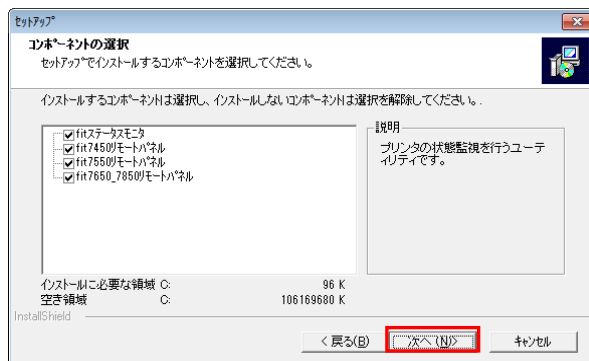 セットアップ
コンポーネントの選択
セットアップでインストールするコンポーネントを選択してください。
インストールするコンポーネントは選択し、インストールしないコンポーネントは選択を解除してください。.
fitステータスモニタ
fit7450リモートパネル
fit7550リモートパネル
fit7650_7850リモートパネル
説明
プリンタの状態監視を行うユーティリティです。
インストールに必要な領域 C: 96 K
空き領域 C: 106169680 K
InstallShield
< 戻る(B)
次へ(N)>
キャンセル